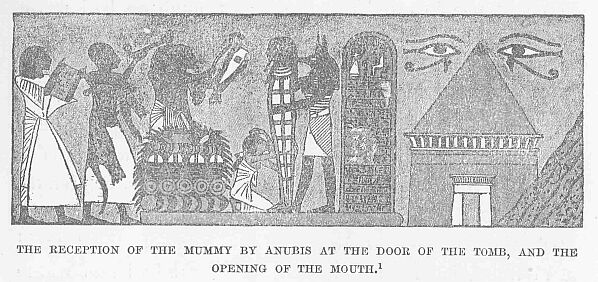 THE RECEPTION OF THE MUMMY BY ANUBIS AT THE DOOR OF THE TOMB, AND THE
OPENING OF THE MOUTH.¹